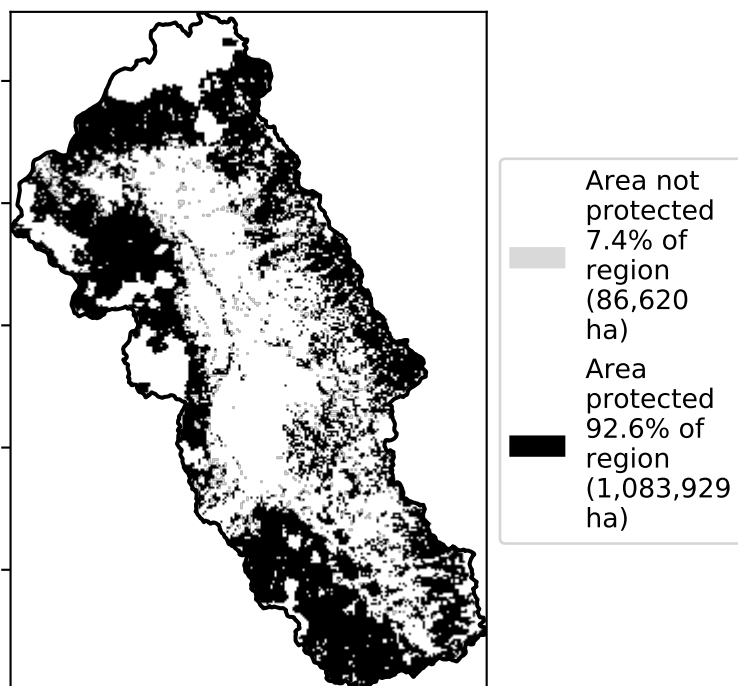 Area not
protected
7.4% of
region
(86,620
ha)
Area
protected
92.6% of
region
(1,083,929
ha)